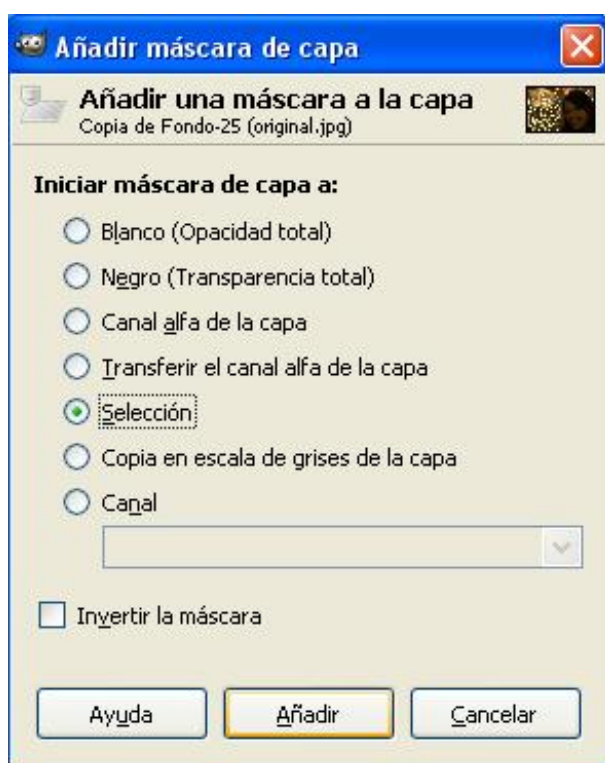 Añadir máscara de capa
Añadir una máscara a la capa
Copia de Fondo-25 (original.jpg)
Iniciar máscara de capa a:
Blanco (Opacidad total)
Negro (Transparencia total)
Canal alfa de la capa
Transferir el canal alfa de la capa
Selección
Copia en escala de grises de la capa
Canal
Invertir la máscara
Ayuda
Añadir
Cancelar